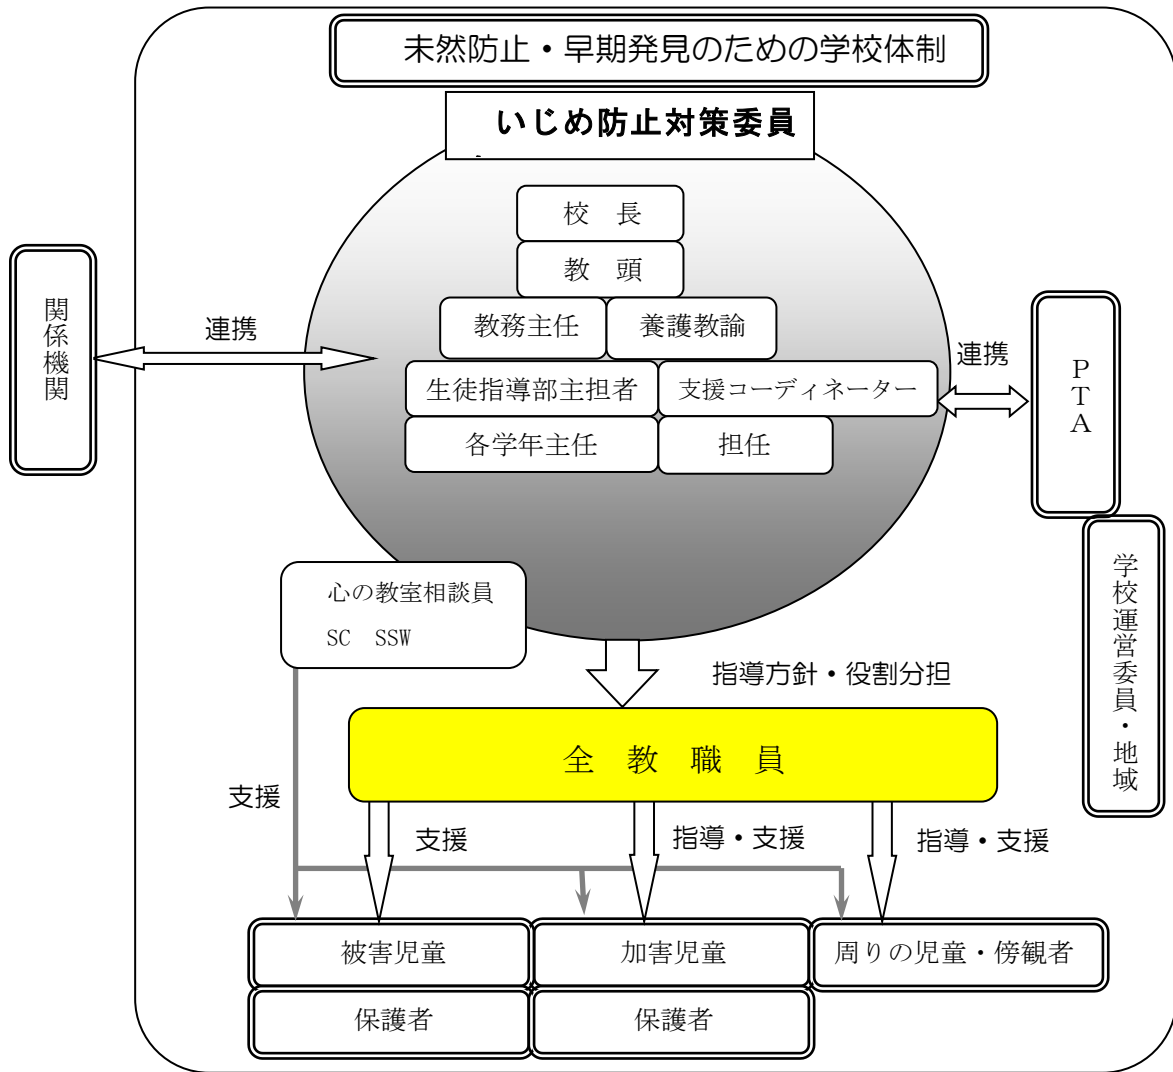 未然防止・早期発見のための学校体制
いじめ防止対策委員
校　長
教　頭
教務主任
養護教諭
生徒指導部主担者
支援コーディネーター
各学年主任
担任
関係機関
連携
連携
PTA
学校運営委員・地域
心の教室相談員
SC　SSW
指導方針・役割分担
全　教　職　員
支援
支援
指導・支援
指導・支援
被害児童
加害児童
周りの児童・傍観者
保護者
保護者